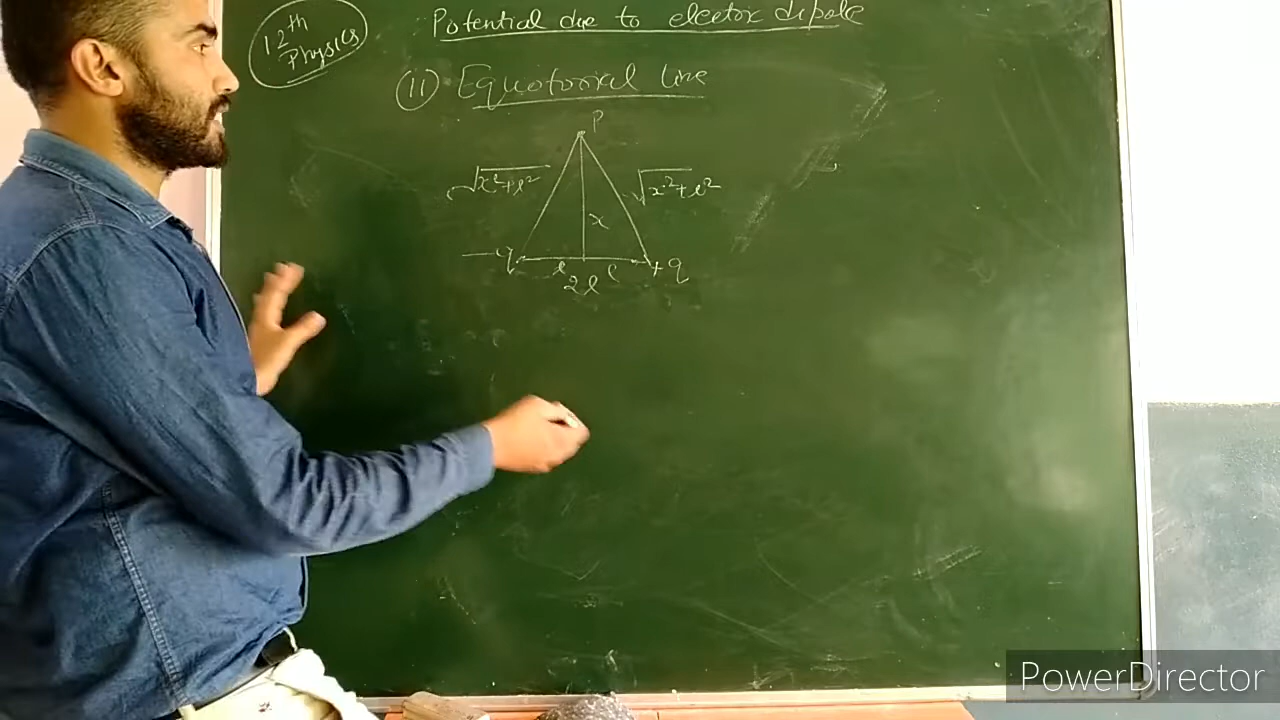 12th
Physics
Potential due to electric dipole
(11) Equatorial line
P
√x²+l² √x²+l²
x
-q l l +q
2l
PowerDirector